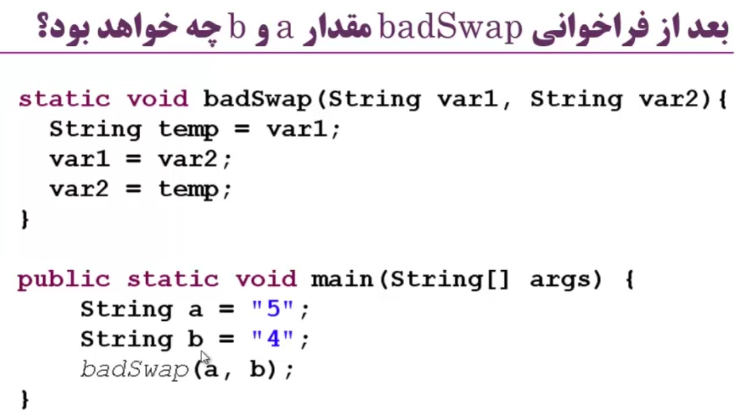 بعد از فراخوانی badSwap مقدار a و b چه خواهد بود؟
static void badSwap(String var1, String var2){
String temp = var1;
var1 = var2;
var2 = temp;
}
public static void main(String[] args) {
String a = "5";
String b = "4";
badSwap(a, b);
}